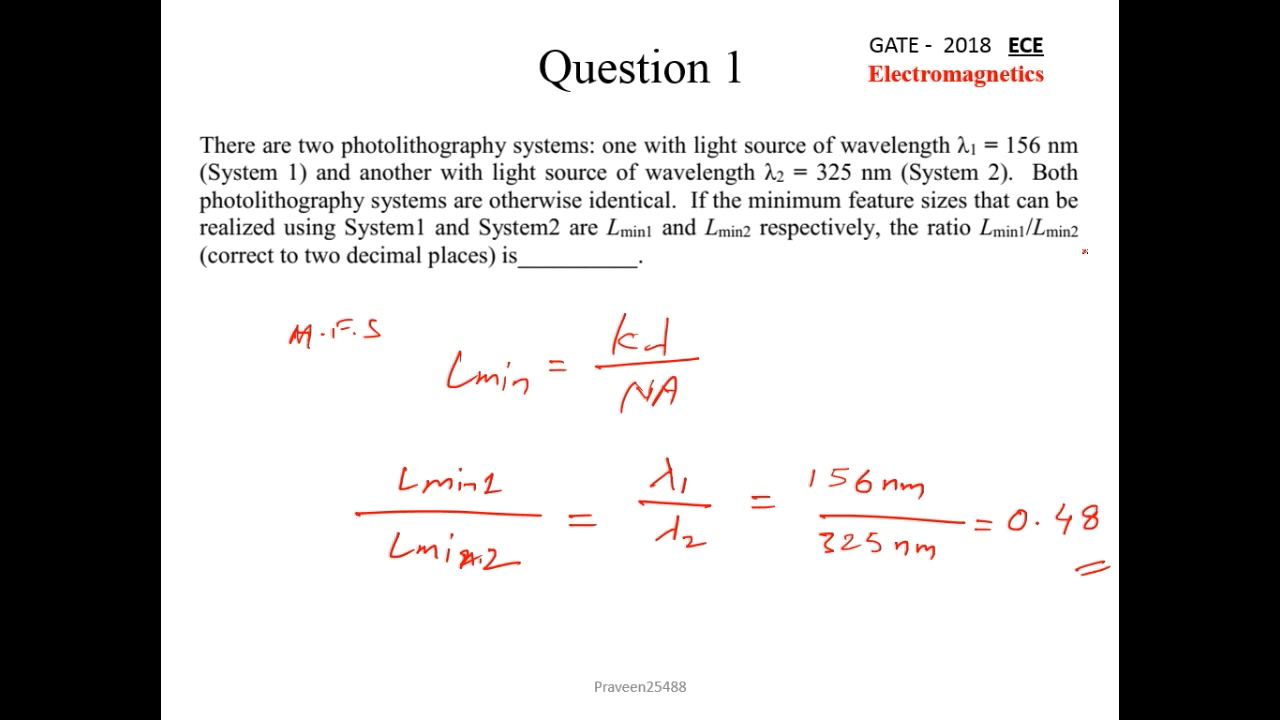 Question 1
GATE - 2018 ECE
Electromagnetics
There are two photolithography systems: one with light source of wavelength λ1 = 156 nm
(System 1) and another with light source of wavelength λ2 = 325 nm (System 2). Both
photolithography systems are otherwise identical. If the minimum feature sizes that can be
realized using System1 and System2 are Lmin1 and Lmin2 respectively, the ratio Lmin1/Lmin2
(correct to two decimal places) is__________.
M.F.S
Lmin = kλ / NA
Lmin1 / Lmin2 = λ1 / λ2 = 156nm / 325nm = 0.48
Praveen25488